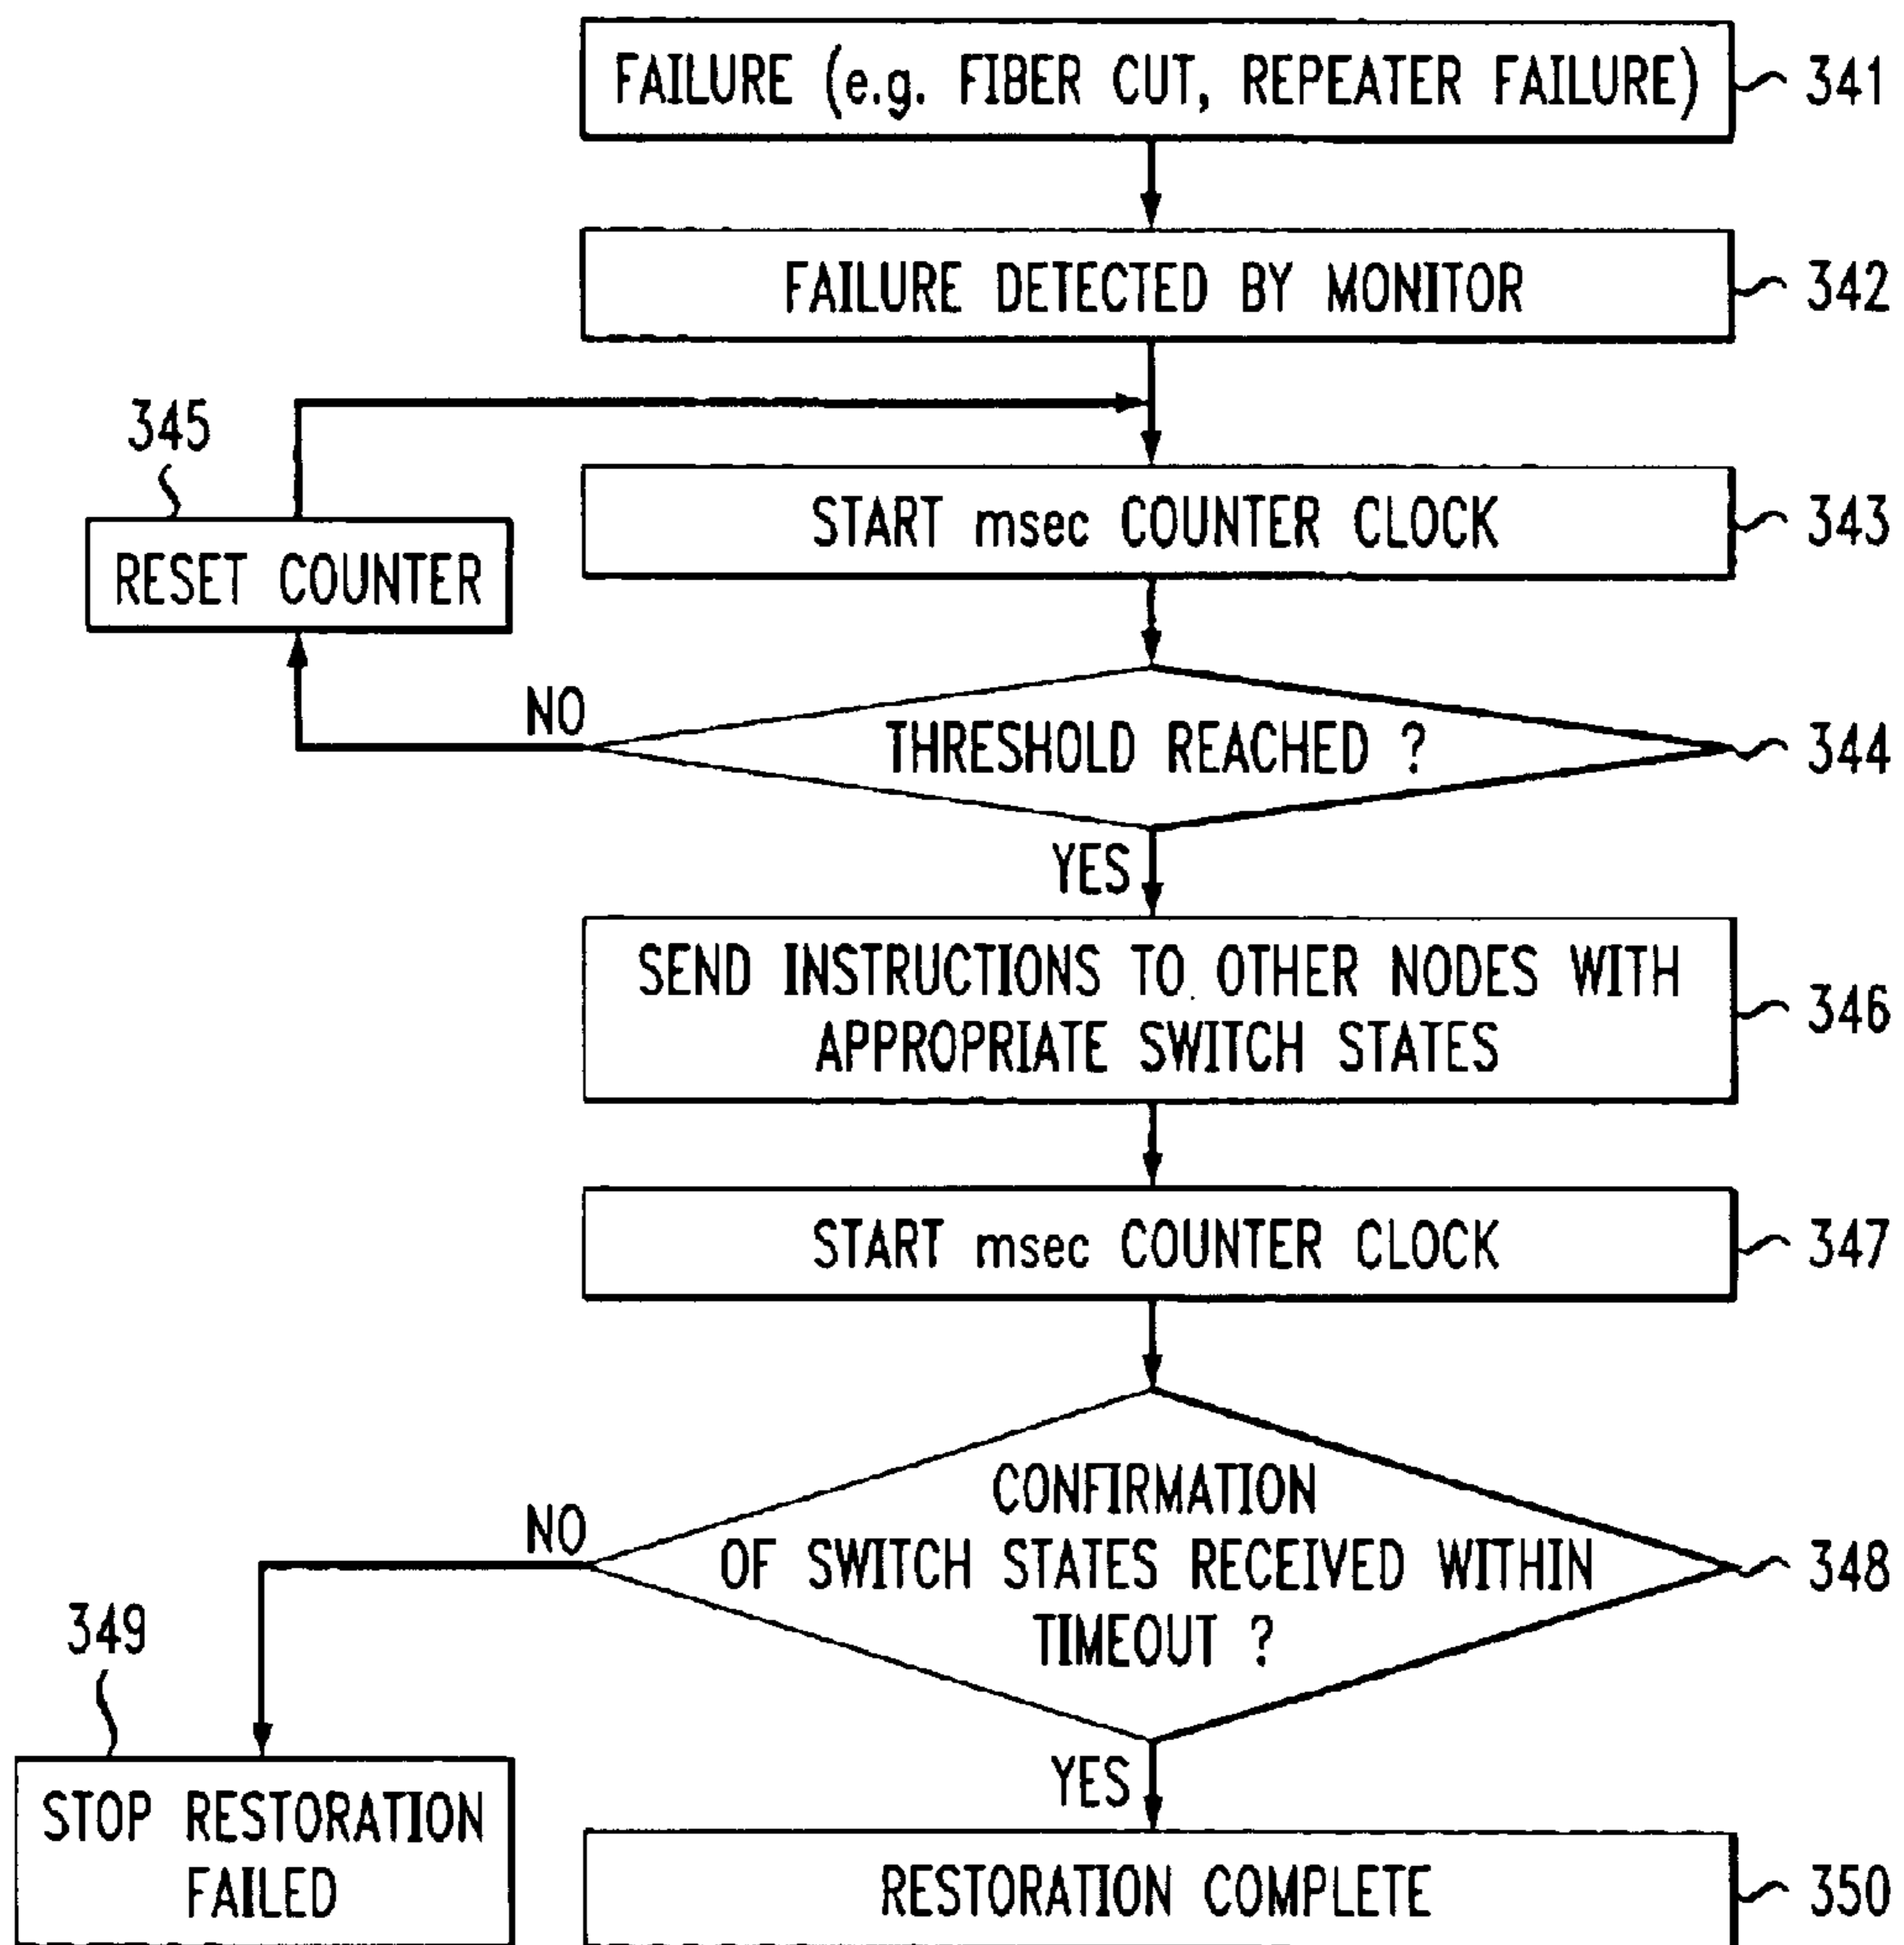 FAILURE (e.g. FIBER CUT, REPEATER FAILURE)
341
FAILURE DETECTED BY MONITOR
342
345
RESET COUNTER
START msec COUNTER CLOCK
343
NO
THRESHOLD REACHED ?
344
YES
SEND INSTRUCTIONS TO OTHER NODES WITH
APPROPRIATE SWITCH STATES
346
START msec COUNTER CLOCK
347
NO
CONFIRMATION
OF SWITCH STATES RECEIVED WITHIN
TIMEOUT ?
348
349
STOP RESTORATION
FAILED
YES
RESTORATION COMPLETE
350